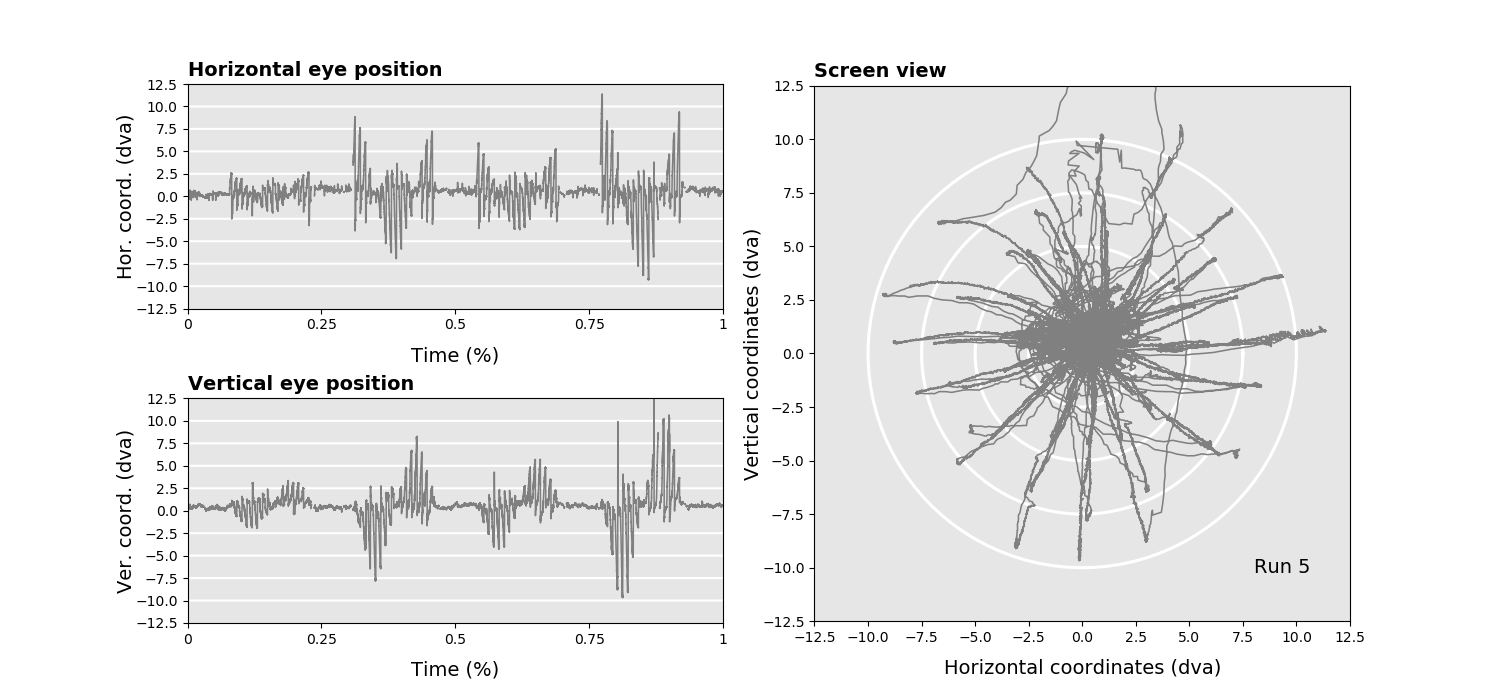 Horizontal eye position
Hor. coord. (dva)
12.5
10.0
7.5
5.0
2.5
0.0
−2.5
−5.0
−7.5
−10.0
−12.5
0 0.25 0.5 0.75 1
Time (%)
Vertical eye position
Ver. coord. (dva)
12.5
10.0
7.5
5.0
2.5
0.0
−2.5
−5.0
−7.5
−10.0
−12.5
0 0.25 0.5 0.75 1
Time (%)
Screen view
Vertical coordinates (dva)
12.5
10.0
7.5
5.0
2.5
0.0
−2.5
−5.0
−7.5
−10.0
−12.5
Run 5
−12.5 −10.0 −7.5 −5.0 −2.5 0.0 2.5 5.0 7.5 10.0 12.5
Horizontal coordinates (dva)